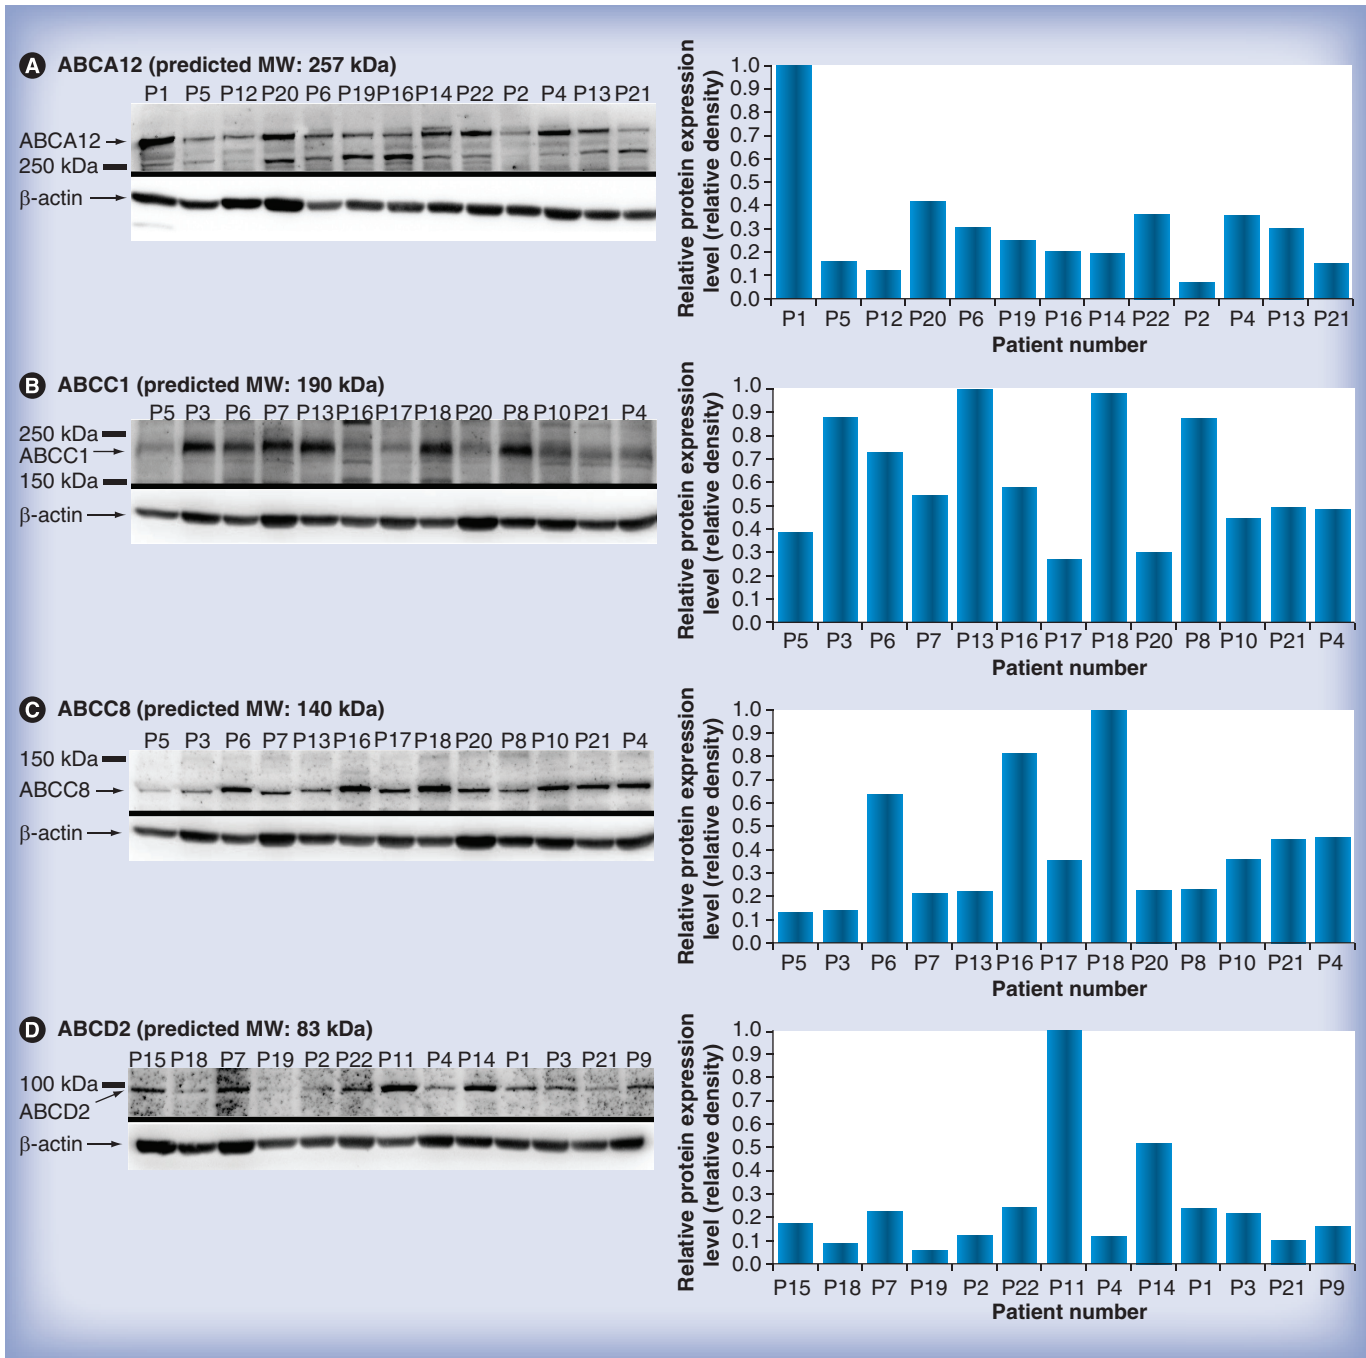 A ABCA12 (predicted MW: 257 kDa)
P1 P5 P12 P20 P6 P19 P16 P14 P22 P2 P4 P13 P21
ABCA12
250 kDa
β-actin
Relative protein expression
level (relative density)
1.0
0.9
0.8
0.7
0.6
0.5
0.4
0.3
0.2
0.1
0.0
P1 P5 P12 P20 P6 P19 P16 P14 P22 P2 P4 P13 P21
Patient number
B ABCC1 (predicted MW: 190 kDa)
P5 P3 P6 P7 P13 P16 P17 P18 P20 P8 P10 P21 P4
250 kDa
ABCC1
150 kDa
β-actin
Relative protein expression
level (relative density)
1.0
0.9
0.8
0.7
0.6
0.5
0.4
0.3
0.2
0.1
0.0
P5 P3 P6 P7 P13 P16 P17 P18 P20 P8 P10 P21 P4
Patient number
C ABCC8 (predicted MW: 140 kDa)
P5 P3 P6 P7 P13 P16 P17 P18 P20 P8 P10 P21 P4
150 kDa
ABCC8
β-actin
Relative protein expression
level (relative density)
1.0
0.9
0.8
0.7
0.6
0.5
0.4
0.3
0.2
0.1
0.0
P5 P3 P6 P7 P13 P16 P17 P18 P20 P8 P10 P21 P4
Patient number
D ABCD2 (predicted MW: 83 kDa)
P15 P18 P7 P19 P2 P22 P11 P4 P14 P1 P3 P21 P9
100 kDa
ABCD2
β-actin
Relative protein expression
level (relative density)
1.0
0.9
0.8
0.7
0.6
0.5
0.4
0.3
0.2
0.1
0.0
P15 P18 P7 P19 P2 P22 P11 P4 P14 P1 P3 P21 P9
Patient number